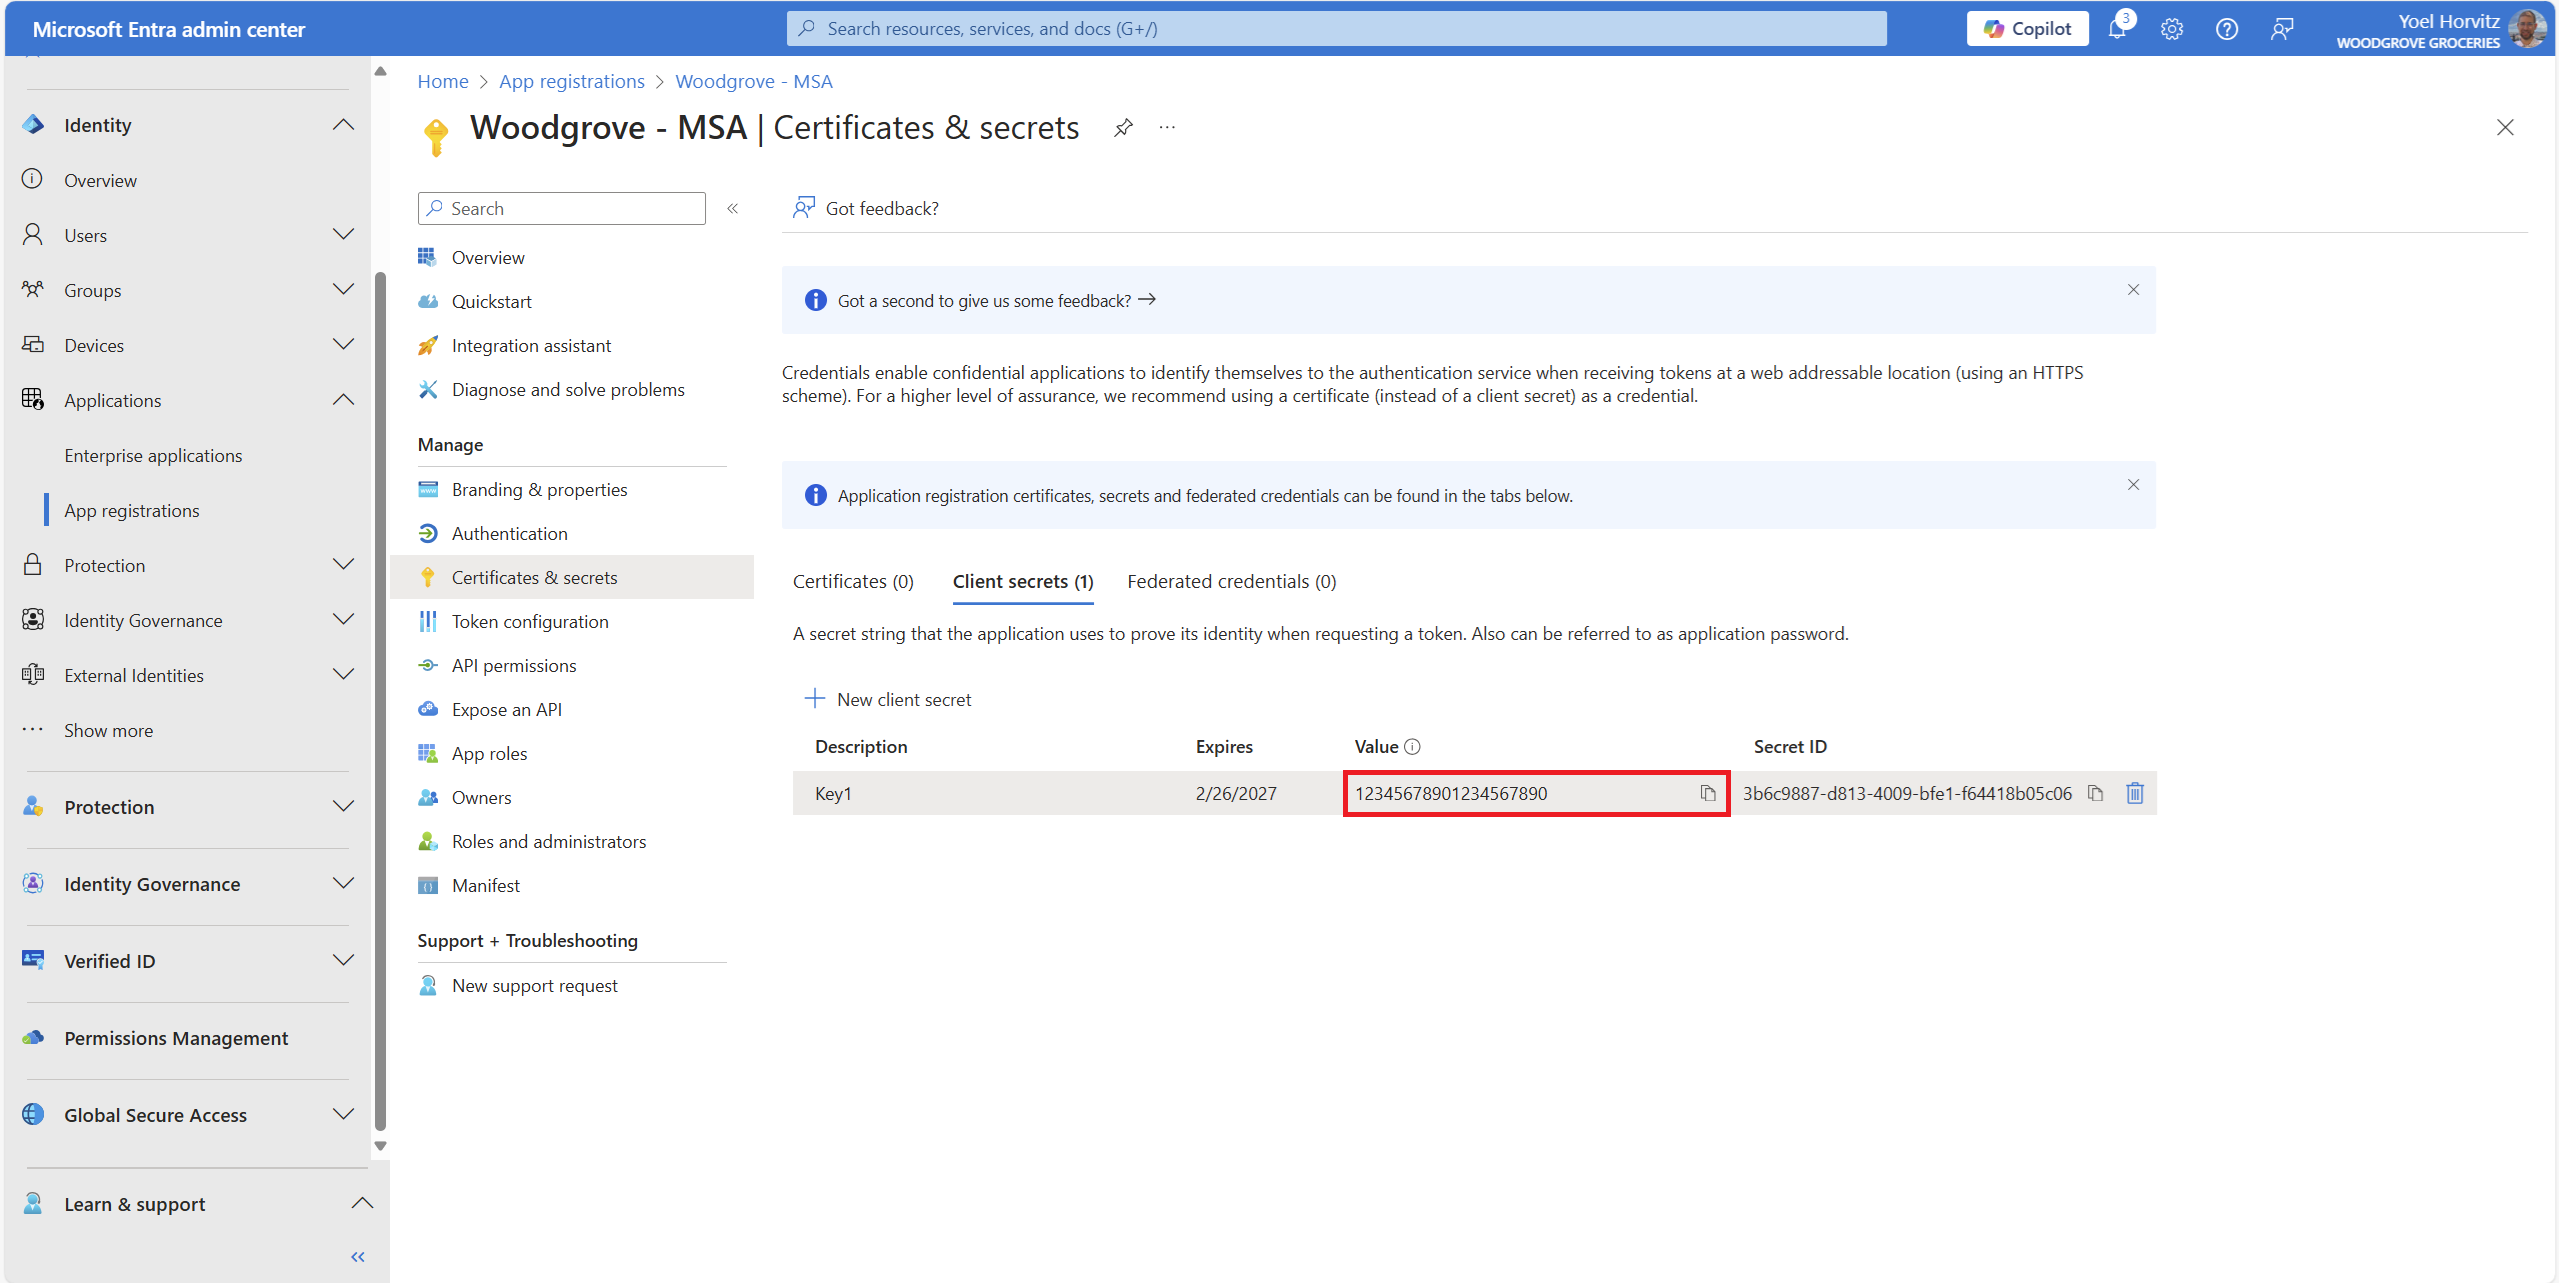 Microsoft Entra admin center
Search resources, services, and docs (G+/)
Copilot
3
Yoel Horvitz
WOODGROVE GROCERIES
Identity
Overview
Users
Groups
Devices
Applications
Enterprise applications
App registrations
Protection
Identity Governance
External Identities
Show more
Protection
Identity Governance
Verified ID
Permissions Management
Global Secure Access
Learn & support
Home > App registrations > Woodgrove - MSA
Woodgrove - MSA | Certificates & secrets
Search
Overview
Quickstart
Integration assistant
Diagnose and solve problems
Manage
Branding & properties
Authentication
Certificates & secrets
Token configuration
API permissions
Expose an API
App roles
Owners
Roles and administrators
Manifest
Support + Troubleshooting
New support request
Got feedback?
Got a second to give us some feedback?
Credentials enable confidential applications to identify themselves to the authentication service when receiving tokens at a web addressable location (using an HTTPS
scheme). For a higher level of assurance, we recommend using a certificate (instead of a client secret) as a credential.
Application registration certificates, secrets and federated credentials can be found in the tabs below.
Certificates (0) Client secrets (1) Federated credentials (0)
A secret string that the application uses to prove its identity when requesting a token. Also can be referred to as application password.
New client secret
Description Expires Value Secret ID
Key1 2/26/2027 12345678901234567890 3b6c9887-d813-4009-bfe1-f64418b05c06